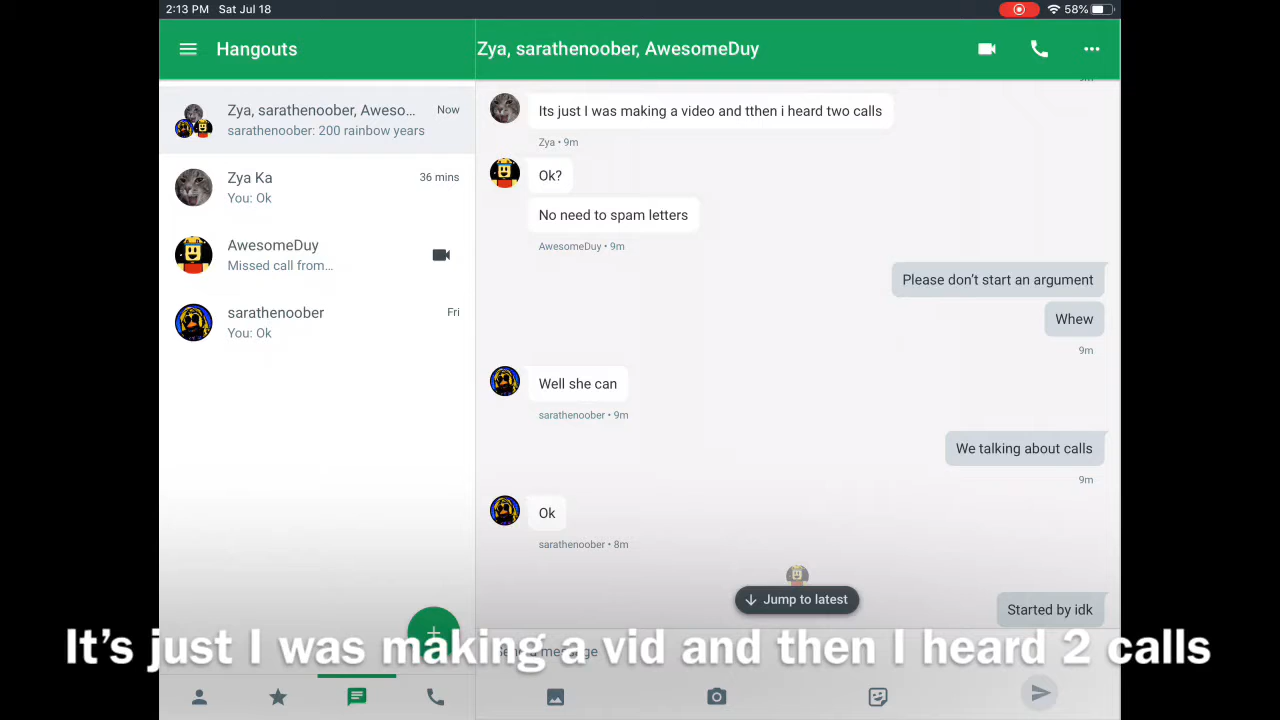 2:13 PM Sat Jul 18
58%
Hangouts
Zya, sarathenoober, AwesomeDuy
Zya, sarathenoober, Aweso...
Now
sarathenoober: 200 rainbow years
Zya Ka
36 mins
You: Ok
AwesomeDuy
Missed call from...
sarathenoober
Fri
You: Ok
Its just I was making a video and tthen i heard two calls
Zya • 9m
Ok?
No need to spam letters
AwesomeDuy • 9m
Please don't start an argument
Whew
9m
Well she can
sarathenoober • 9m
We talking about calls
9m
Ok
sarathenoober • 8m
Jump to latest
Started by idk
It's just I was making a vid and then I heard 2 calls